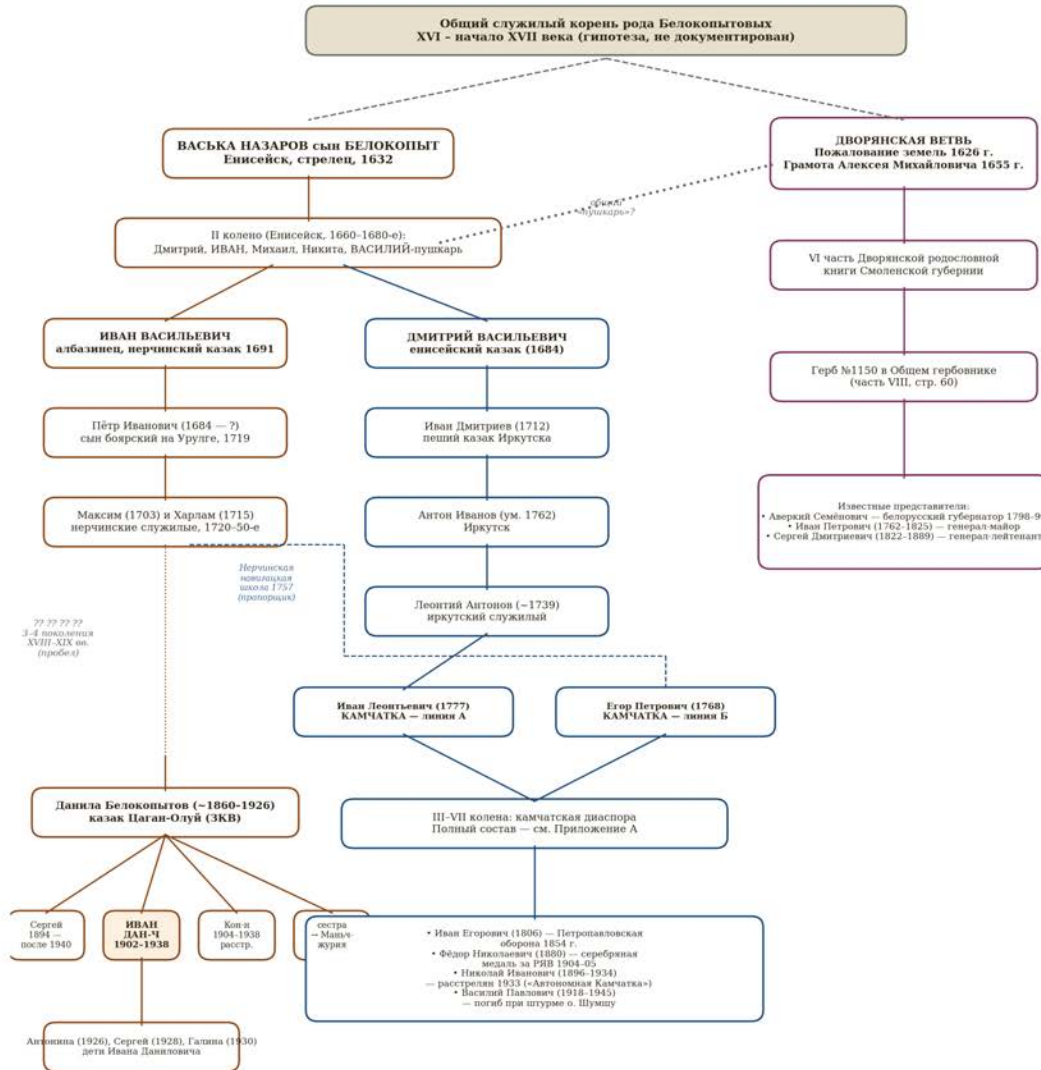 Общий служилый корень рода Белокопытовых
XVI – начало XVII века (гипотеза, не документирован)
ВАСЬКА НАЗАРОВ сын БЕЛОКОПЫТ
Енисейск, стрелец, 1632
ДВОРЯНСКАЯ ВЕТВЬ
Пожалование земель 1626 г.
Грамота Алексея Михайловича 1655 г.
общий
«пушкарь»?
II колено (Енисейск, 1660–1680-е):
Дмитрий, ИВАН, Михаил, Никита, ВАСИЛИЙ-пушкарь
VI часть Дворянской родословной
книги Смоленской губернии
ИВАН ВАСИЛЬЕВИЧ
албазинец, нерчинский казак 1691
ДМИТРИЙ ВАСИЛЬЕВИЧ
енисейский казак (1684)
Герб №1150 в Общем гербовнике
(часть VIII, стр. 60)
Пётр Иванович (1684 — ?)
сын боярский на Урулге, 1719
Иван Дмитриев (1712)
пеший казак Иркутска
Максим (1703) и Харлам (1715)
нерчинские служилые, 1720–50-е
Антон Иванов (ум. 1762)
Иркутск
Известные представители:
• Аверкий Семёнович — белорусский губернатор 1798–9
• Иван Петрович (1762–1825) — генерал-майор
• Сергей Дмитриевич (1822–1889) — генерал-лейтенант
Нерчинская
навигацкая
школа 1757
(прапорщик)
Леонтий Антонов (~1739)
иркутский служилый
?? ?? ?? ??
3–4 поколения
XVIII–XIX вв.
(пробел)
Иван Леонтьевич (1777)
КАМЧАТКА — линия А
Егор Петрович (1768)
КАМЧАТКА — линия Б
Данила Белокопытов (~1860–1926)
казак Цаган-Олуй (ЗКВ)
III–VII колена: камчатская диаспора
Полный состав — см. Приложение А
Сергей
1894 —
после 1940
ИВАН
ДАН-Ч
1902–1938
Кон-н
1904–1938
расстр.
сестра
→ Маньч-
журия
• Иван Егорович (1806) — Петропавловская
оборона 1854 г.
• Фёдор Николаевич (1880) — серебряная
медаль за РЯВ 1904–05
• Николай Иванович (1896–1934)
— расстрелян 1933 («Автономная Камчатка»)
• Василий Павлович (1918–1945)
— погиб при штурме о. Шумшу
Антонина (1926), Сергей (1928), Галина (1930)
дети Ивана Даниловича